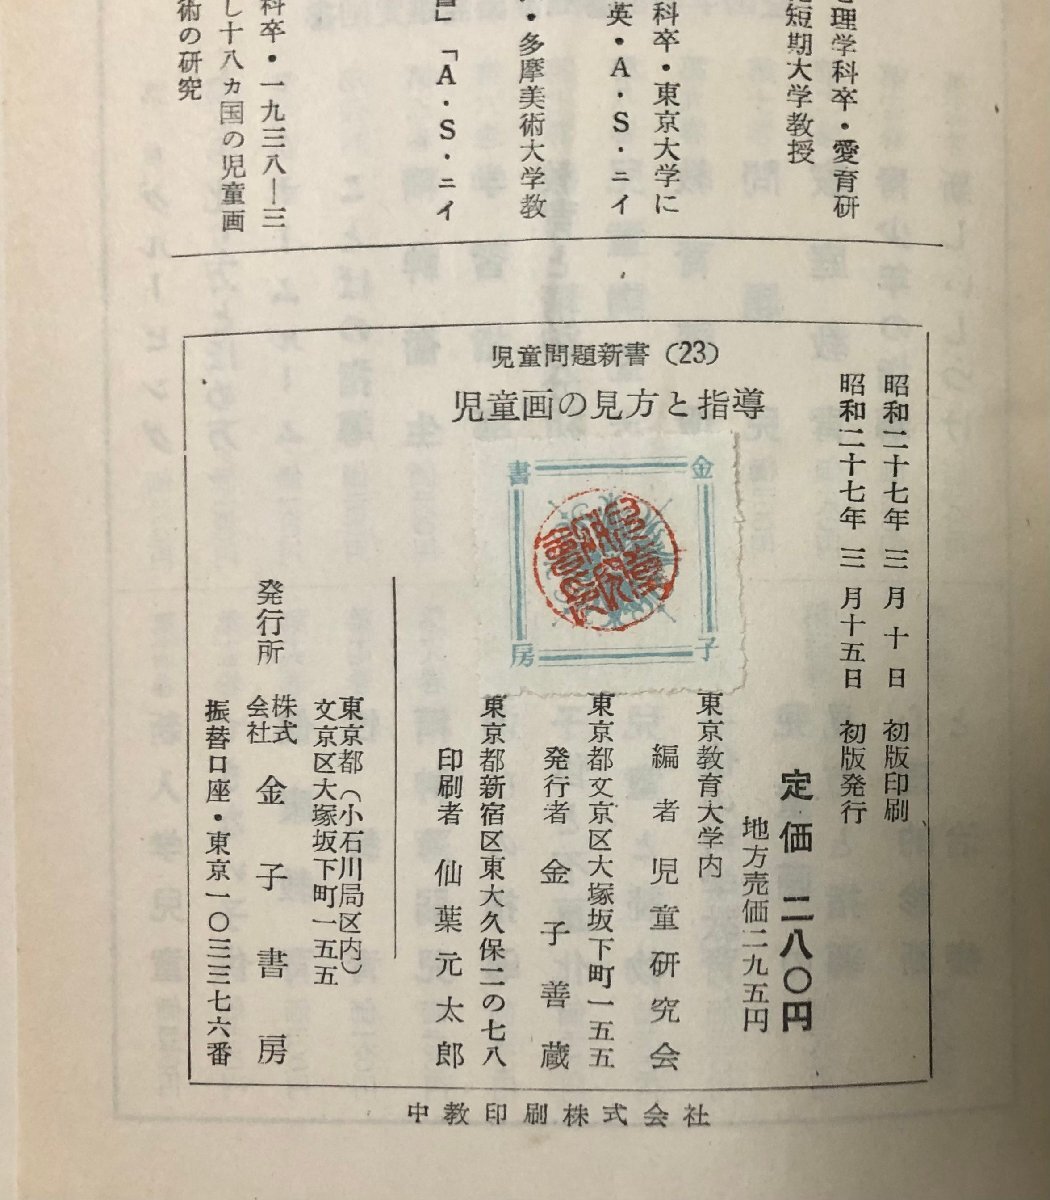 理学科卒・愛育研
短期大学教授
科卒・東京大学に
英・A・S・ニイ
・多摩美術大学教
」「A・S・ニイ
科卒・一九三八—三
し十八ヵ国の児童画
術の研究
児童問題新書(23)
児童画の見方と指導
昭和二十七年 三月 十日 初版印刷
昭和二十七年 三月十五日 初版発行
定価 二八〇円
地方売価二九五円
金子書房
東京教育大学内
編者 児童研究会
東京都文京区大塚坂下町一五五
発行者 金子善蔵
東京都新宿区東大久保二の七八
印刷者 仙葉元太郎
東京都(小石川局区内)
文京区大塚坂下町一五五
発行所 株式会社 金子書房
振替口座・東京一〇三三七六番
中教印刷株式会社